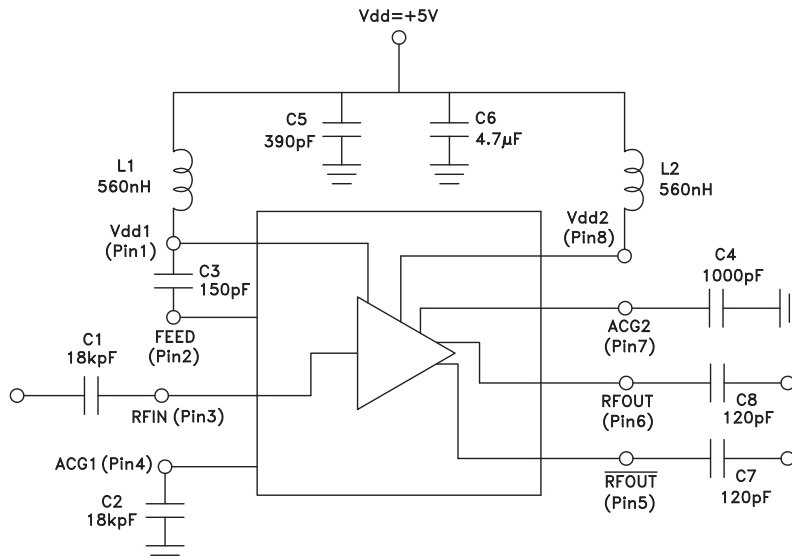 Vdd=+5V
C5
390pF
C6
4.7μF
L1
560nH
L2
560nH
Vdd1
(Pin1)
Vdd2
(Pin8)
C3
150pF
C4
1000pF
FEED
(Pin2)
ACG2
(Pin7)
C1
18kpF
RFIN (Pin3)
RFOUT
(Pin6)
C8
120pF
ACG1 (Pin4)
C2
18kpF
RFOUT
(Pin5)
C7
120pF